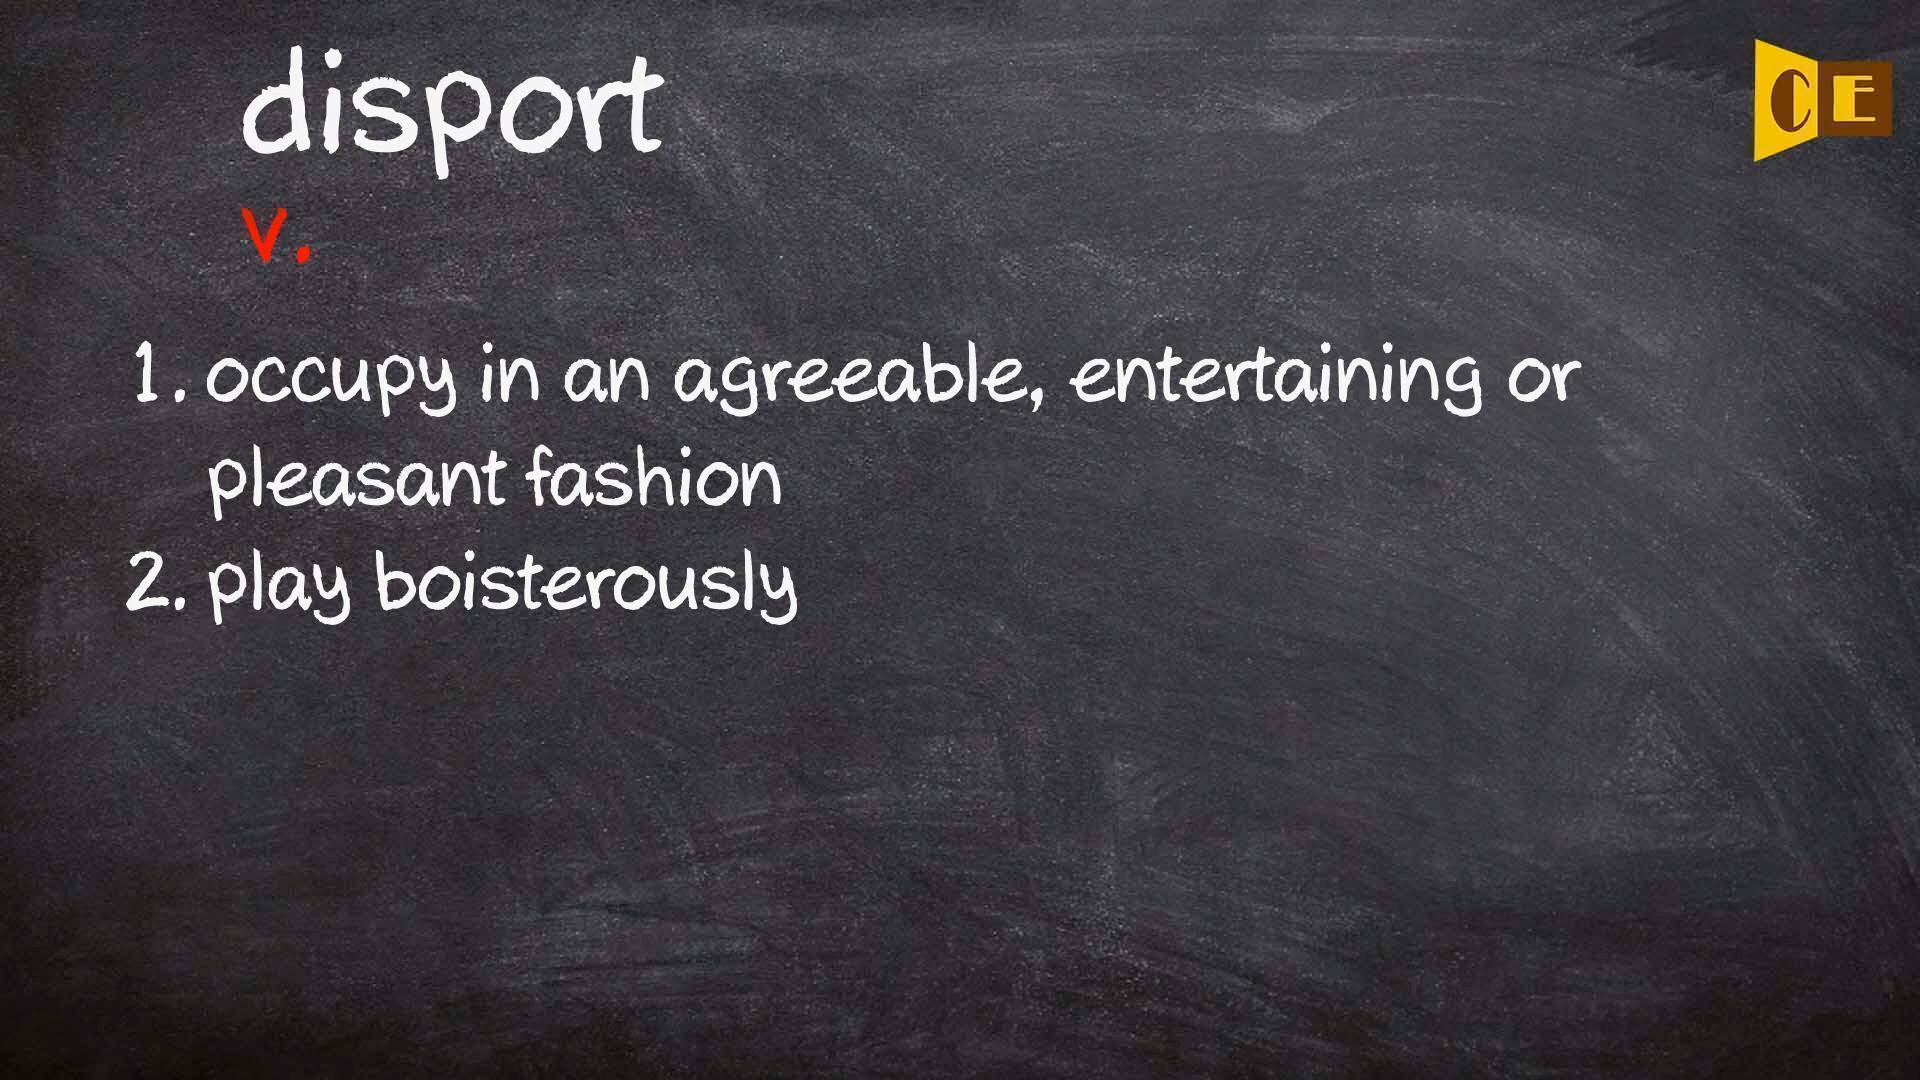 disport
CE
v.
1. occupy in an agreeable, entertaining or
pleasant fashion
2. play boisterously